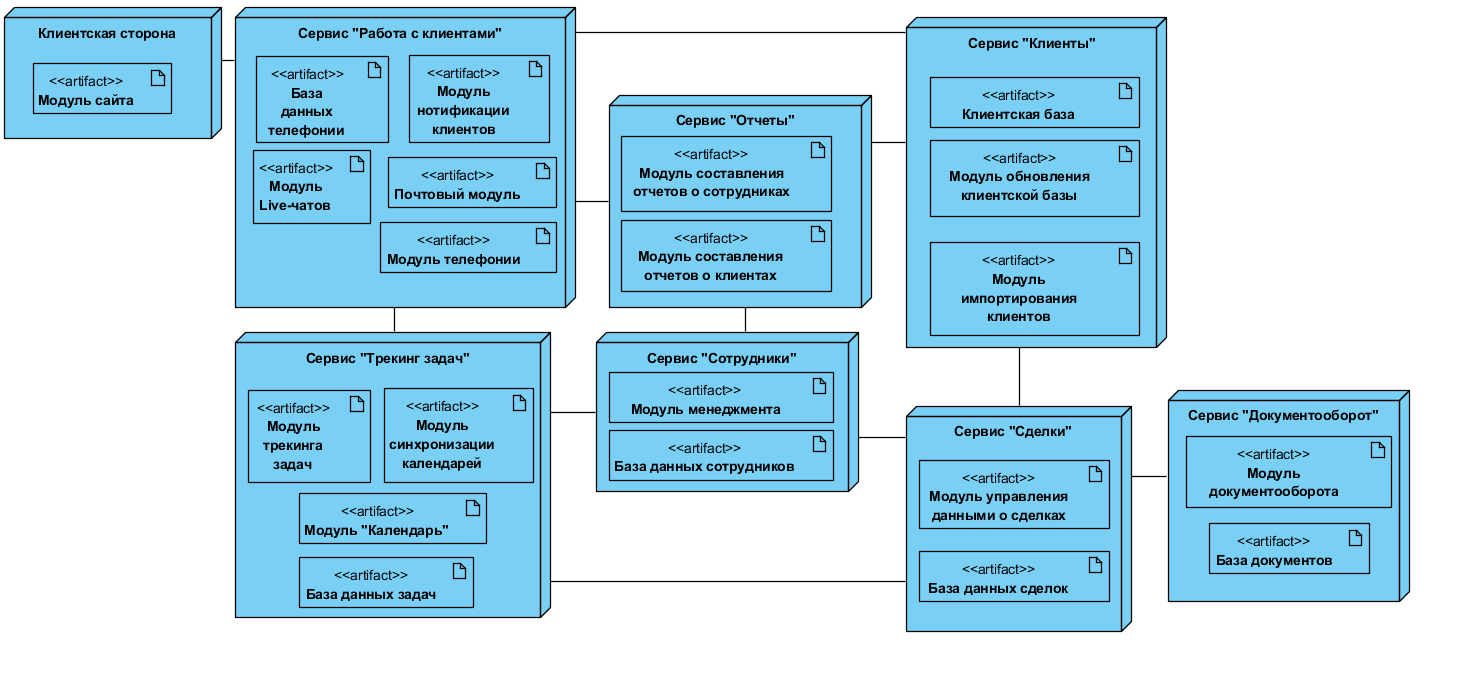 Клиентская сторона
<<artifact>>
Модуль сайта
Сервис "Работа с клиентами"
<<artifact>>
База
данных
телефонии
<<artifact>>
Модуль
нотификации
клиентов
<<artifact>>
Модуль
Live-чатов
<<artifact>>
Почтовый модуль
<<artifact>>
Модуль телефонии
Сервис "Отчеты"
<<artifact>>
Модуль составления
отчетов о сотрудниках
<<artifact>>
Модуль составления
отчетов о клиентах
Сервис "Клиенты"
<<artifact>>
Клиентская база
<<artifact>>
Модуль обновления
клиентской базы
<<artifact>>
Модуль
импортирования
клиентов
Сервис "Трекинг задач"
<<artifact>>
Модуль
трекинга
задач
<<artifact>>
Модуль
синхронизации
календарей
<<artifact>>
Модуль "Календарь"
<<artifact>>
База данных задач
Сервис "Сотрудники"
<<artifact>>
Модуль менеджмента
<<artifact>>
База данных сотрудников
Сервис "Сделки"
<<artifact>>
Модуль управления
данными о сделках
<<artifact>>
База данных сделок
Сервис "Документооборот"
<<artifact>>
Модуль
документооборота
<<artifact>>
База документов